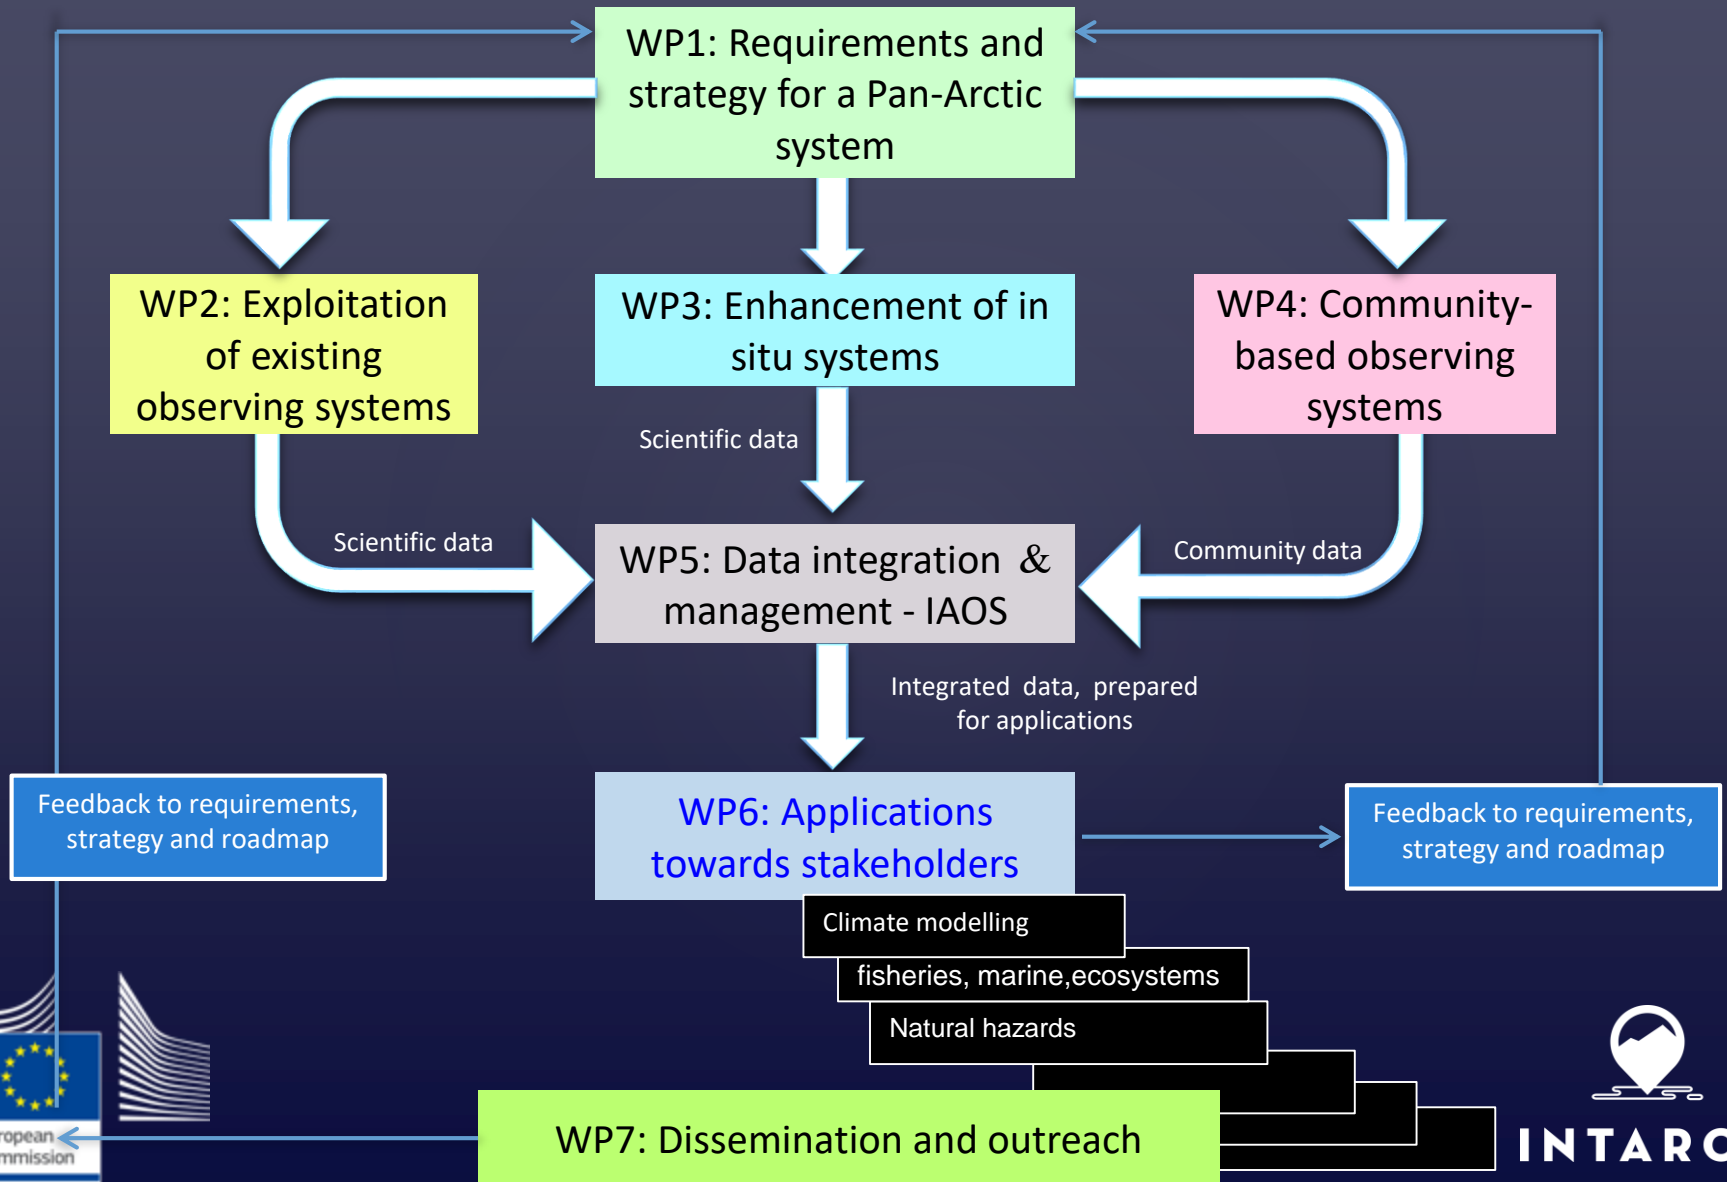 WP1: Requirements and
strategy for a Pan-Arctic
system
WP2: Exploitation
of existing
observing systems
WP3: Enhancement of in
situ systems
WP4: Community-
based observing
systems
Scientific data
Scientific data
Community data
WP5: Data integration &
management - IAOS
Integrated data, prepared
for applications
Feedback to requirements,
strategy and roadmap
WP6: Applications
towards stakeholders
Feedback to requirements,
strategy and roadmap
Climate modelling
fisheries, marine,ecosystems
Natural hazards
WP7: Dissemination and outreach
ropean
mmission
INTARO